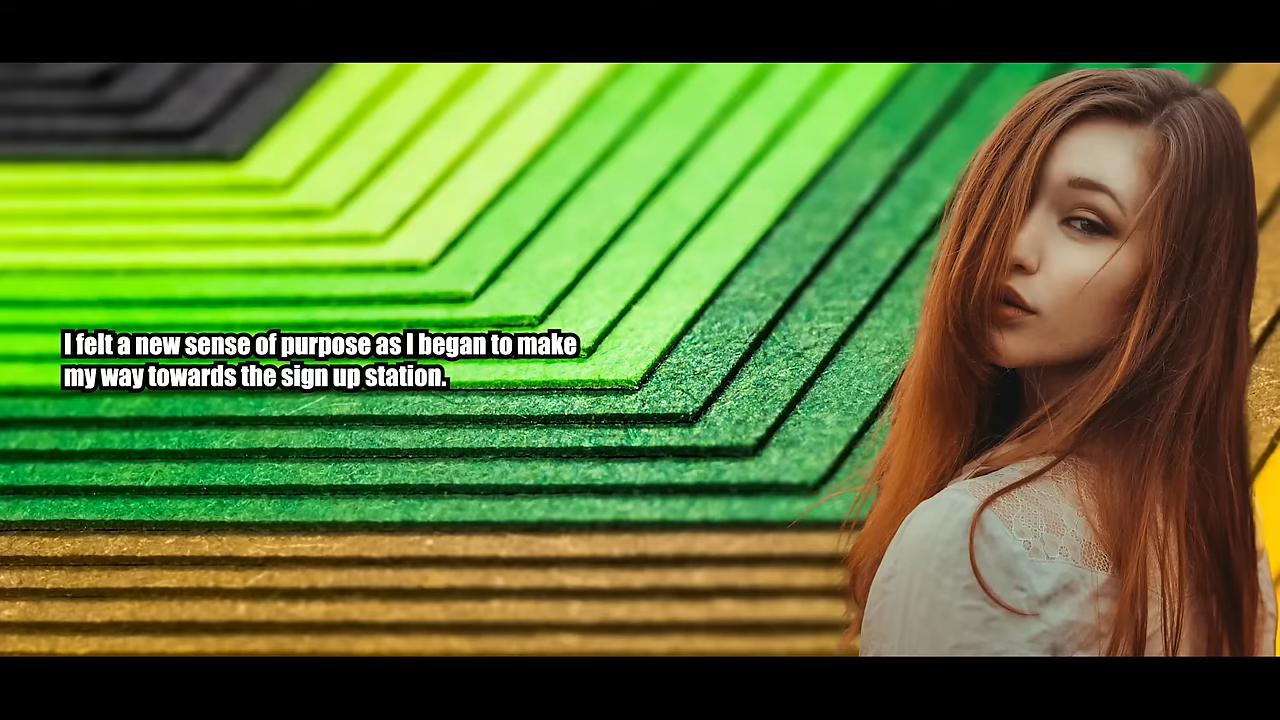 I felt a new sense of purpose as I began to make
my way towards the sign up station.